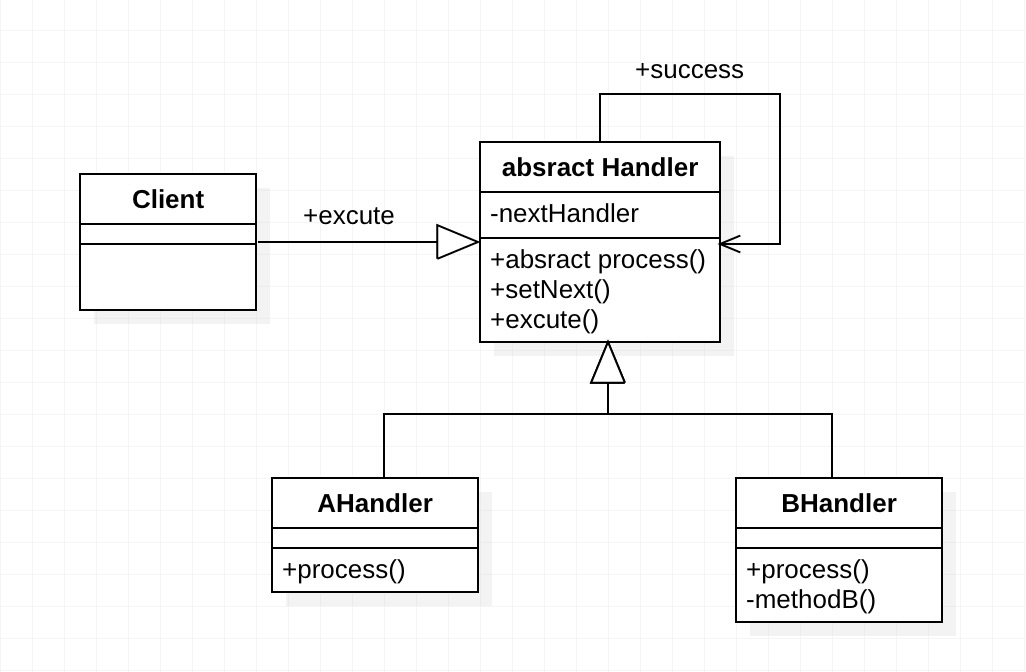 +success
absract Handler
Client
-nextHandler
+excute
+absract process()
+setNext()
+excute()
AHandler
BHandler
+process()
+process()
-methodB()